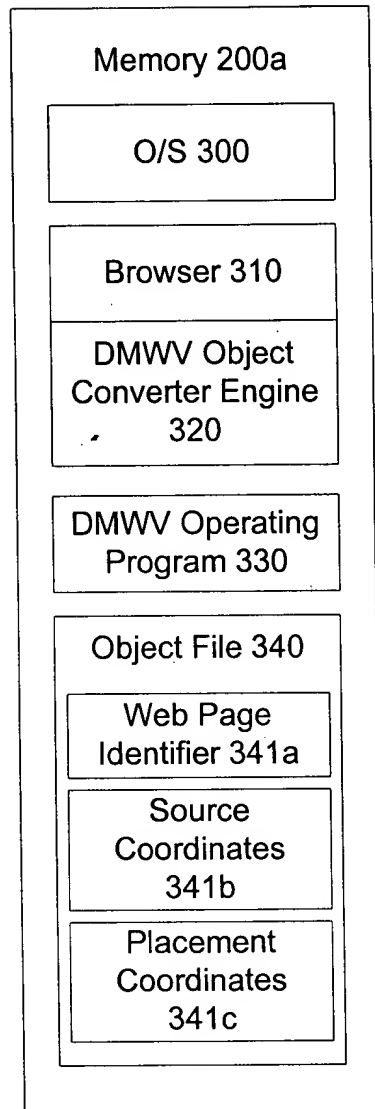 Memory 200a
O/S 300
Browser 310
DMWV Object
Converter Engine
320
DMWV Operating
Program 330
Object File 340
Web Page
Identifier 341a
Source
Coordinates
341b
Placement
Coordinates
341c